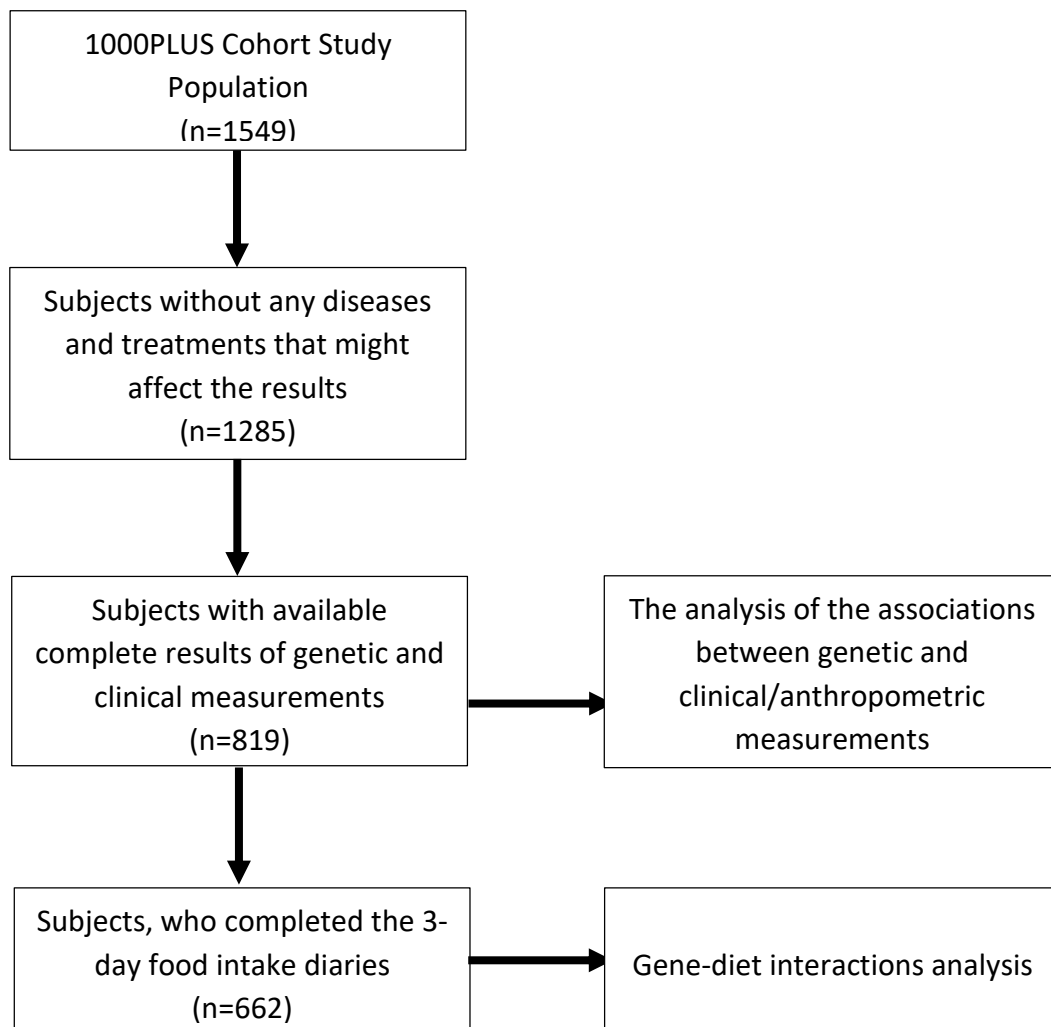 1000PLUS Cohort Study
Population
(n=1549)
Subjects without any diseases
and treatments that might
affect the results
(n=1285)
Subjects with available
complete results of genetic and
clinical measurements
(n=819)
The analysis of the associations
between genetic and
clinical/anthropometric
measurements
Subjects, who completed the 3-
day food intake diaries
(n=662)
Gene-diet interactions analysis